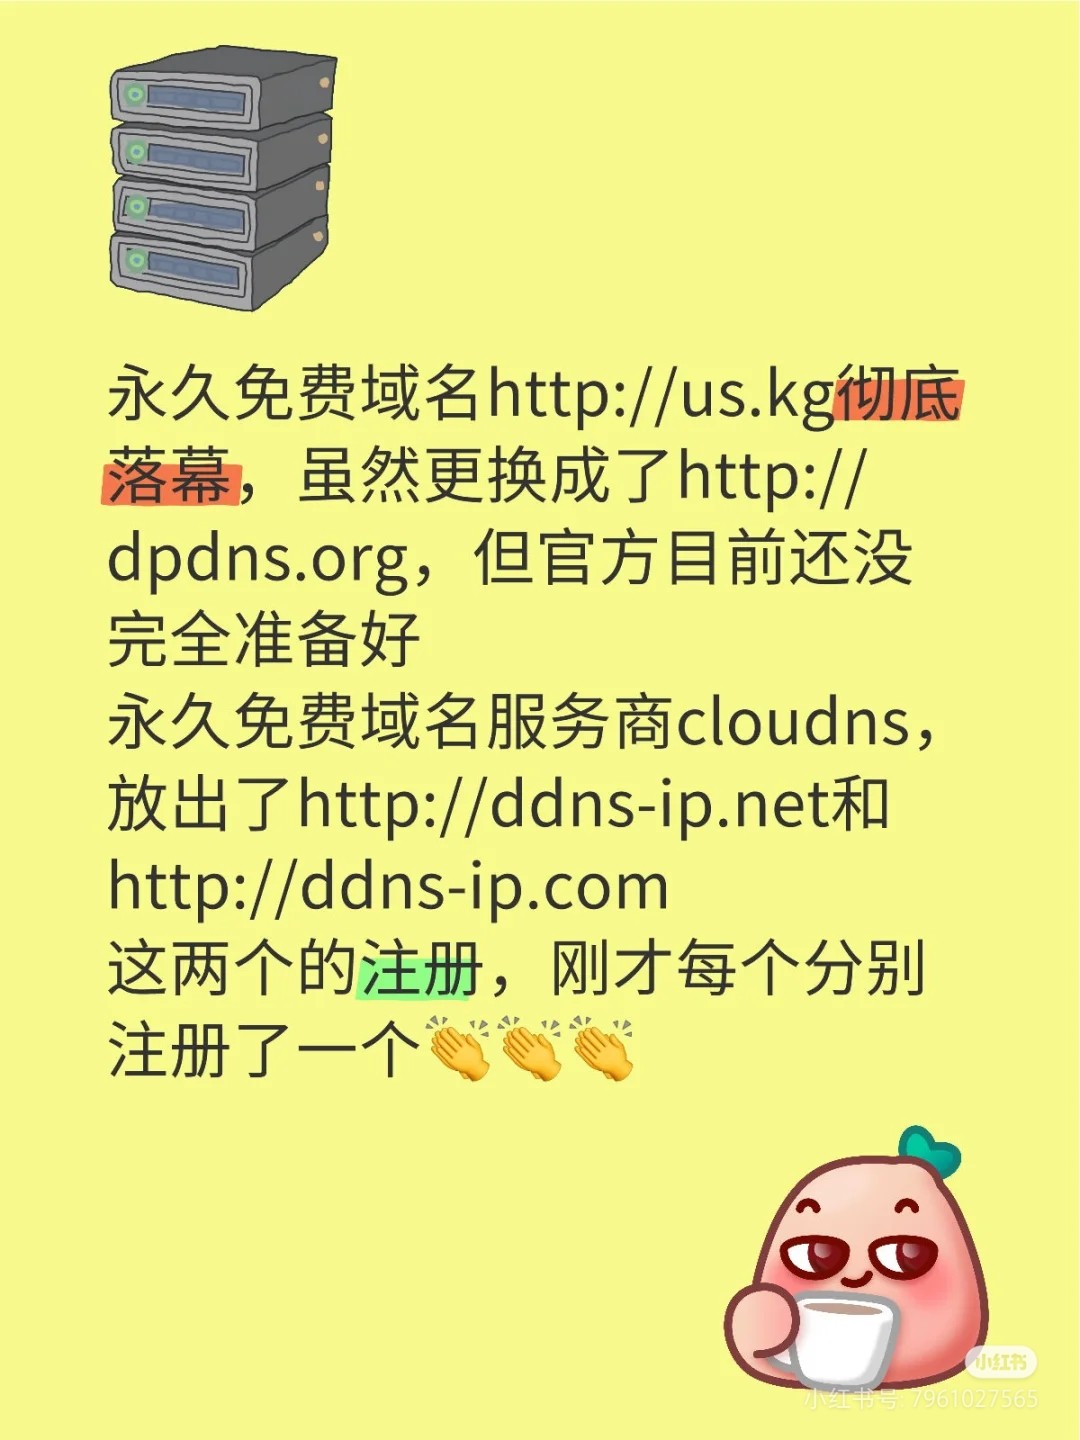 永久免费域名http://us.kg彻底
落幕，虽然更换成了http://
dpdns.org，但官方目前还没
完全准备好
永久免费域名服务商cloudns，
放出了http://ddns-ip.net和
http://ddns-ip.com
这两个的注册，刚才每个分别
注册了一个👏👏👏
小红书
小红书号: 7961027565